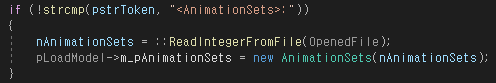 if (!strcmp(pstrToken, "<AnimationSets>:"))
{
nAnimationSets = ::ReadIntegerFromFile(OpenedFile);
pLoadModel->m_pAnimationSets = new AnimationSets(nAnimationSets);
}